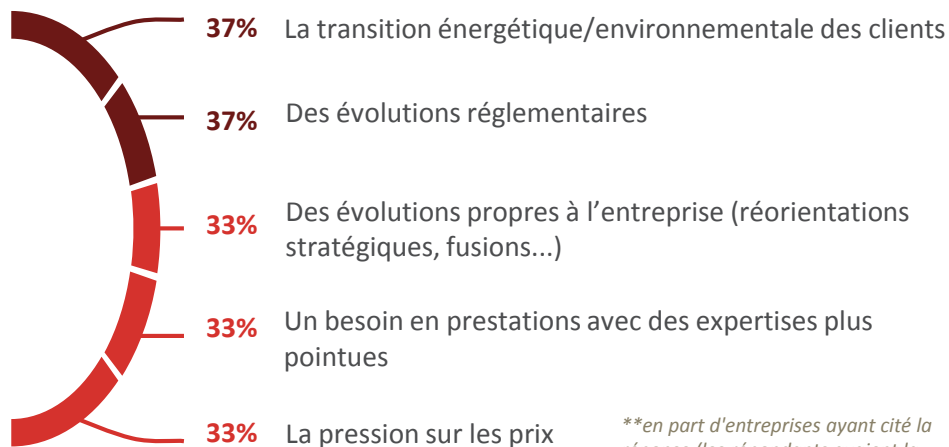 37% La transition énergétique/environnementale des clients
37% Des évolutions réglementaires
33% Des évolutions propres à l’entreprise (réorientations
stratégiques, fusions...)
33% Un besoin en prestations avec des expertises plus
pointues
33% La pression sur les prix
**en part d'entreprises ayant cité la